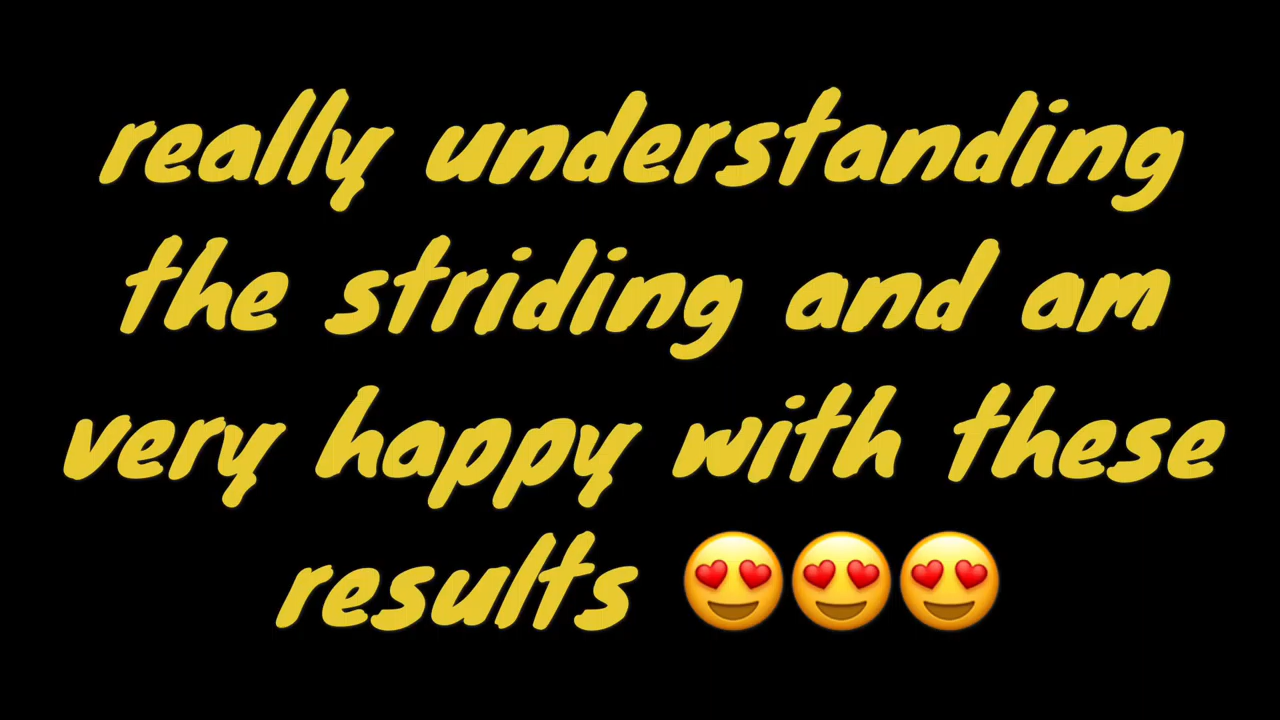 really understanding
the striding and am
very happy with these
results 😍😍😍